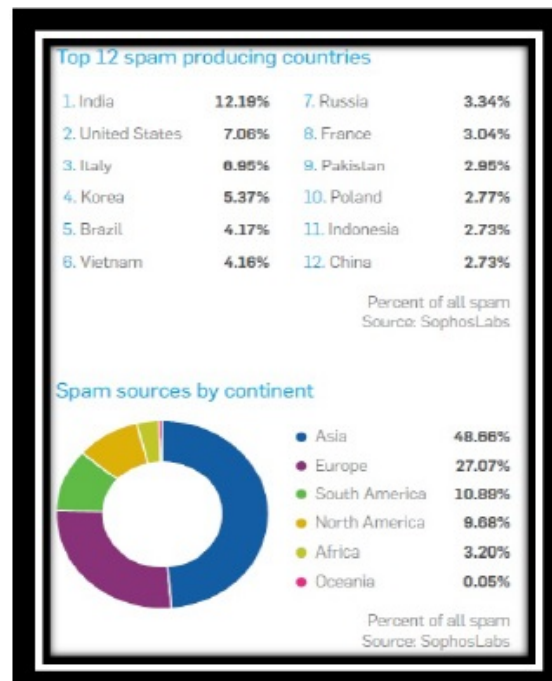 Top 12 spam producing countries
1. India 12.19% 7. Russia 3.34%
2. United States 7.06% 8. France 3.04%
3. Italy 6.95% 9. Pakistan 2.95%
4. Korea 5.37% 10. Poland 2.77%
5. Brazil 4.17% 11. Indonesia 2.73%
6. Vietnam 4.16% 12. China 2.73%
Percent of all spam
Source: SophosLabs
Spam sources by continent
Asia 48.66%
Europe 27.07%
South America 10.89%
North America 9.68%
Africa 3.20%
Oceania 0.05%
Percent of all spam
Source: SophosLabs